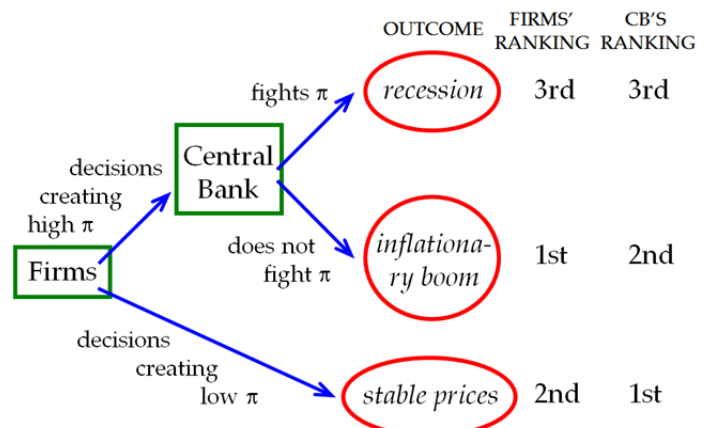 OUTCOME
FIRMS'
RANKING
CB'S
RANKING
fights π
recession
3rd
3rd
Central
Bank
decisions
creating
high π
Firms
does not
fight π
inflationa-
ry boom
1st
2nd
decisions
creating
low π
stable prices
2nd
1st